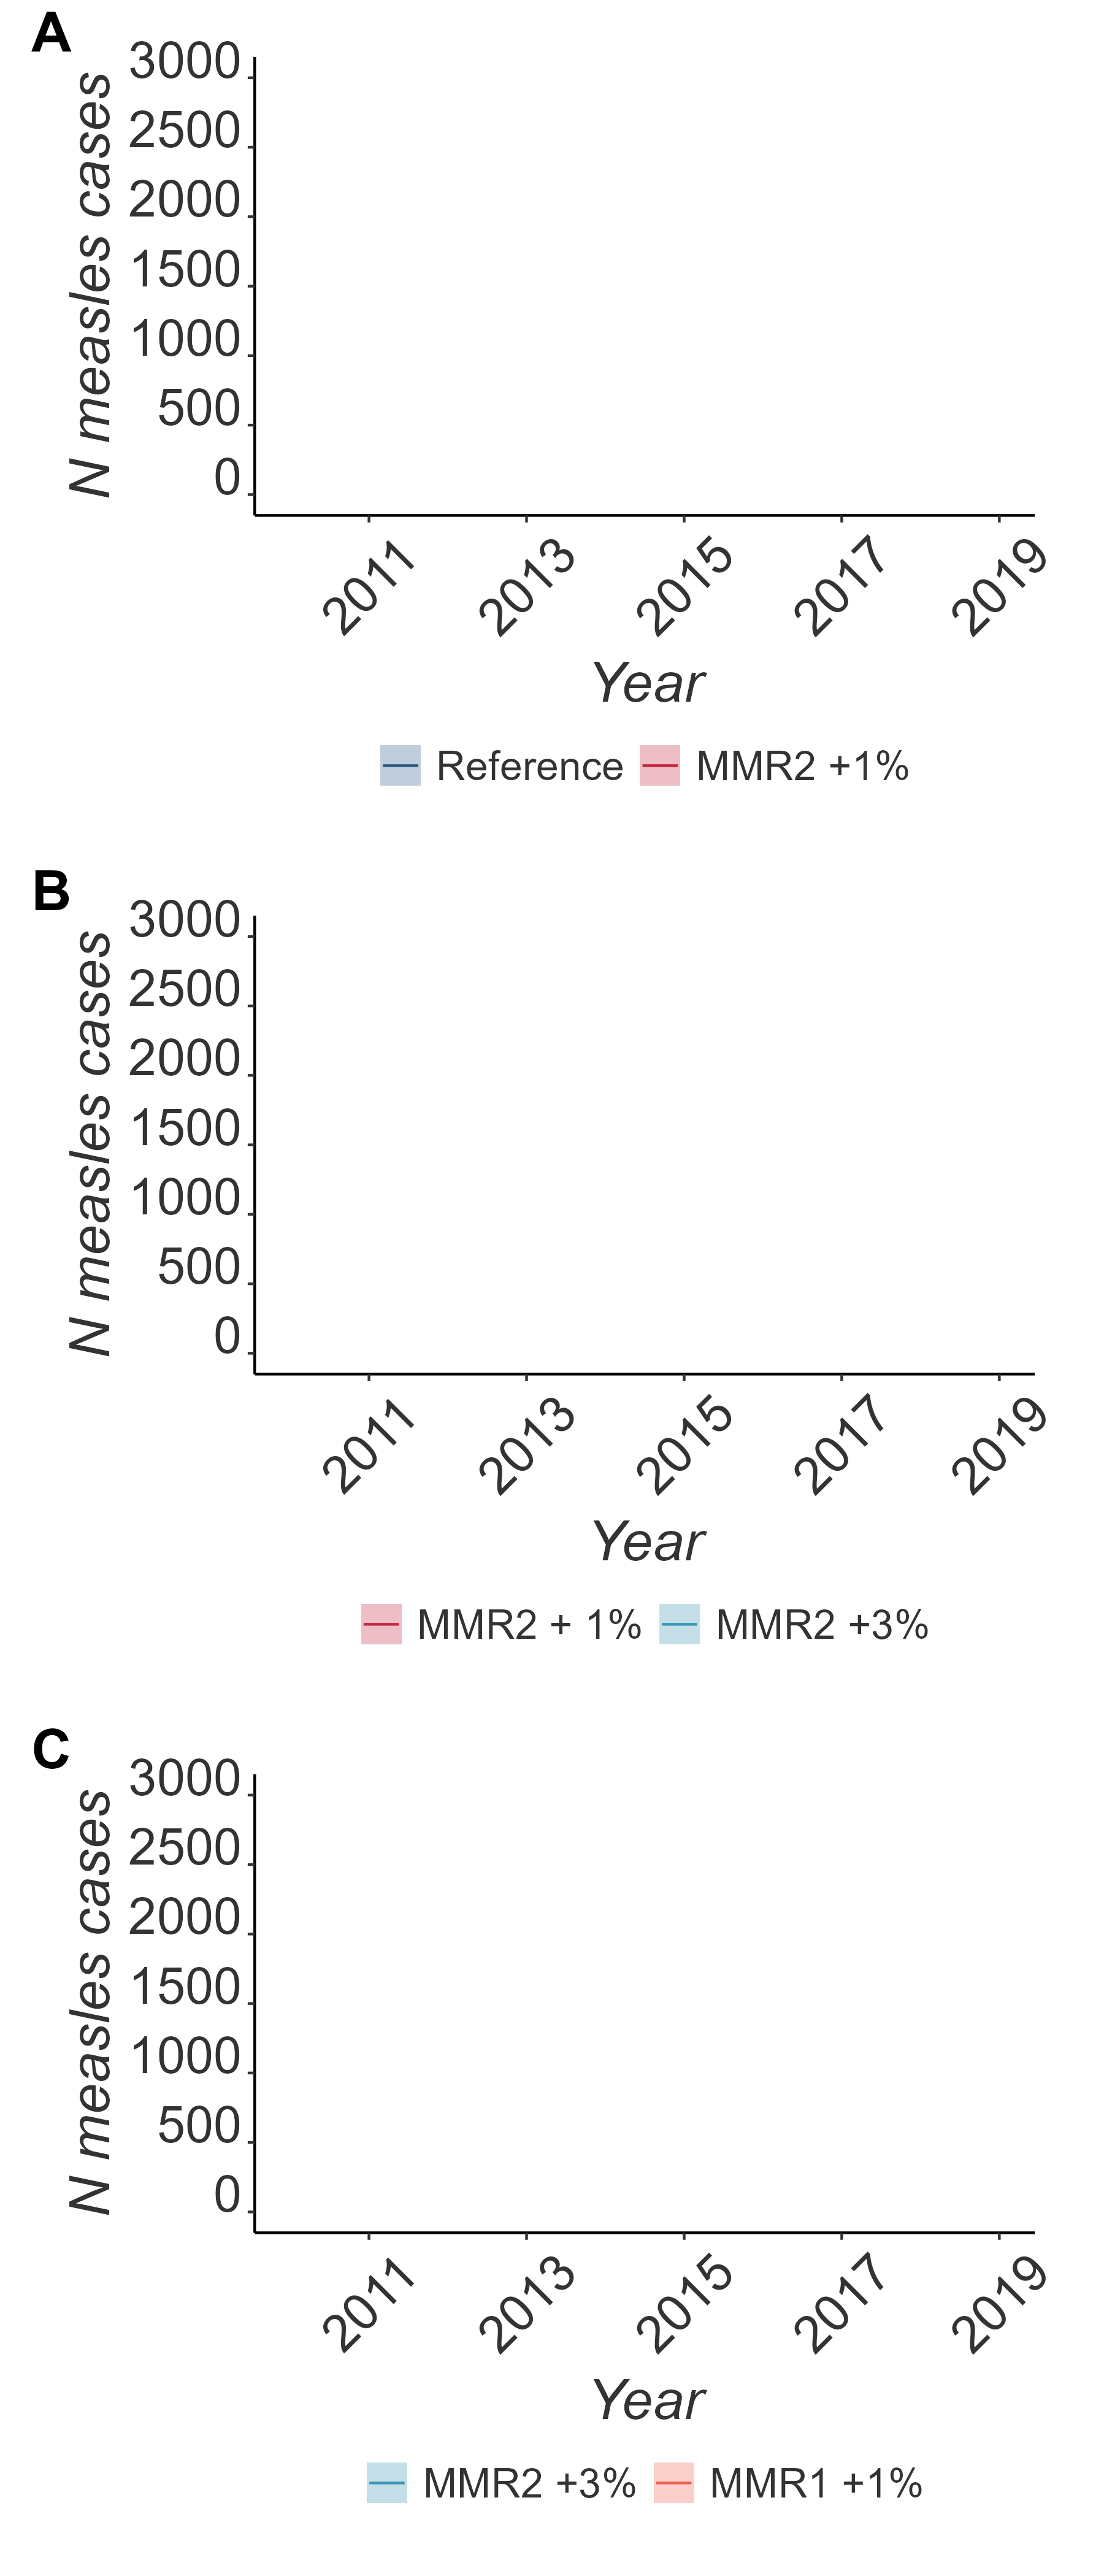 A
N measles cases
3000
2500
2000
1500
1000
500
0
2011 2013 2015 2017 2019
Year
Reference MMR2 +1%
B
N measles cases
3000
2500
2000
1500
1000
500
0
2011 2013 2015 2017 2019
Year
MMR2 + 1% MMR2 +3%
C
N measles cases
3000
2500
2000
1500
1000
500
0
2011 2013 2015 2017 2019
Year
MMR2 +3% MMR1 +1%